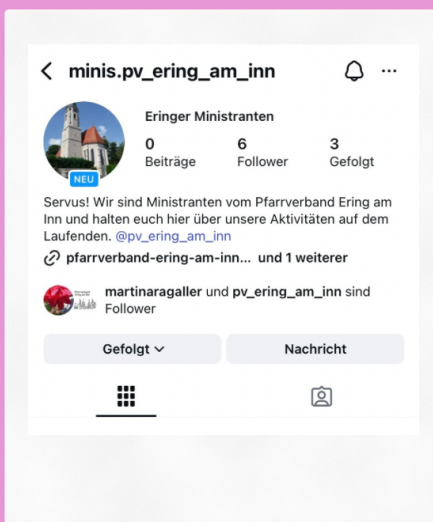 minis.pv_ering_am_inn
Eringer Ministranten
0 6 3
Beiträge Follower Gefolgt
NEU
Servus! Wir sind Ministranten vom Pfarrverband Ering am
Inn und halten euch hier über unsere Aktivitäten auf dem
Laufenden. @pv_ering_am_inn
pfarrverband-ering-am-inn... und 1 weiterer
martinaragaller und pv_ering_am_inn sind
Follower
Gefolgt Nachricht